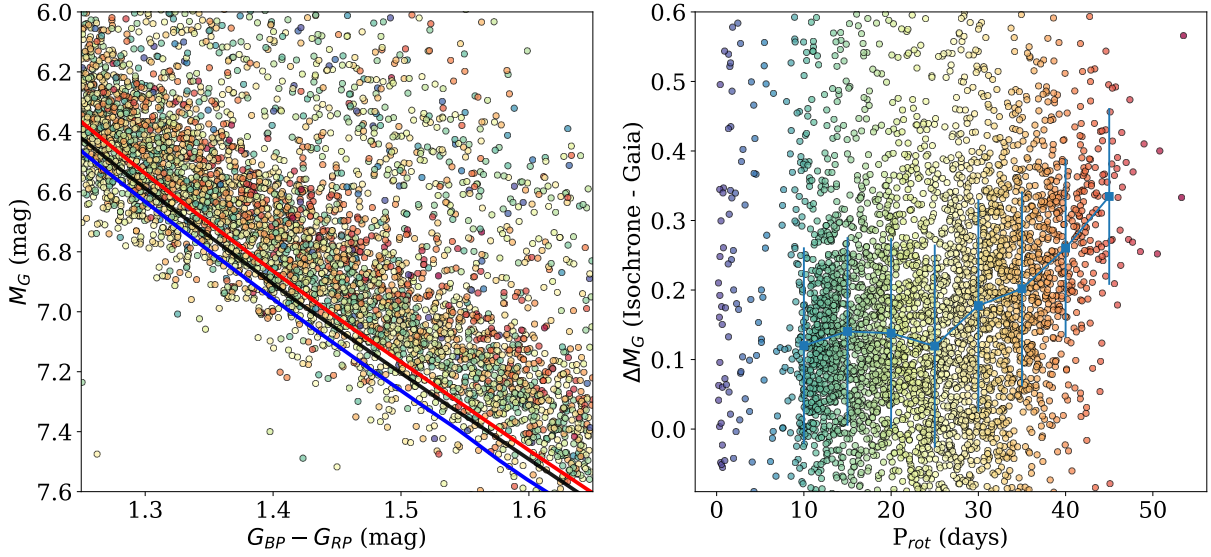 6.0
6.2
6.4
6.6
6.8
7.0
7.2
7.4
7.6
M_G (mag)
1.3 1.4 1.5 1.6
G_BP − G_RP (mag)
0.6
0.5
0.4
0.3
0.2
0.1
0.0
ΔM_G (Isochrone - Gaia)
0 10 20 30 40 50
P_rot (days)